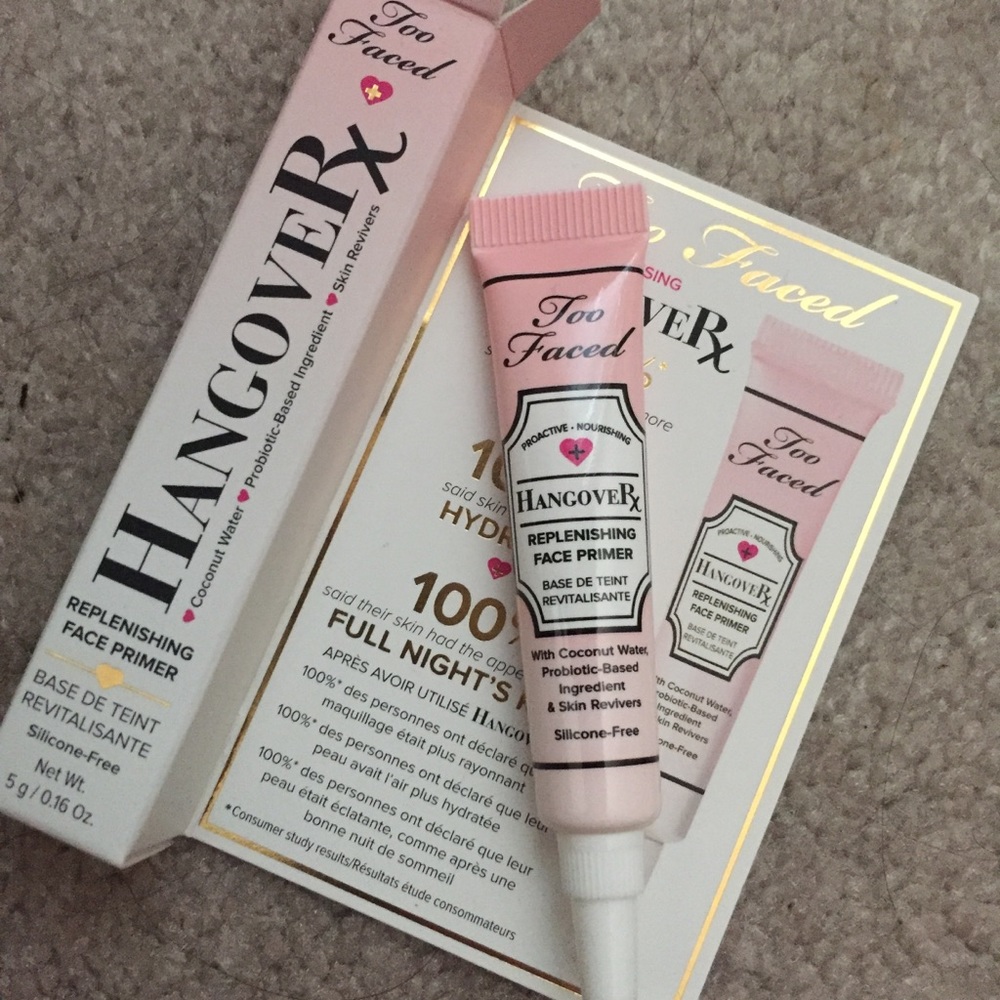 Too
Faced
HANGOVERX
Coconut Water Probiotic-Based Ingredient Skin Revivers
REPLENISHING
FACE PRIMER
BASE DE TEINT
REVITALISANTE
Silicone-Free
Net Wt.
5 g / 0.16 Oz.
Too
Faced
PROACTIVE • NOURISHING
HANGOVERX
REPLENISHING
FACE PRIMER
BASE DE TEINT
REVITALISANTE
With Coconut Water,
Probiotic-Based
Ingredient
& Skin Revivers
Silicone-Free
Faced
said skin
100%
said their skin had the appe
FULL NIGHT'S
APRÈS AVOIR UTILISÉ HANGOV
100%* des personnes ont déclaré qu
maquillage était plus rayonnant
100%* des personnes ont déclaré que leur
peau avait l'air plus hydratée
100%* des personnes ont déclaré que leur
peau était éclatante, comme après une
bonne nuit de sommeil
*Consumer study results/Résultats étude consommateurs
Too
Faced
PROACTIVE • NOURISHING
HANGOVERX
REPLENISHING
FACE PRIMER
BASE DE TEINT
REVITALISANTE
th Coconut Water,
robiotic-Based
ngredient
kin Revivers
one-Free